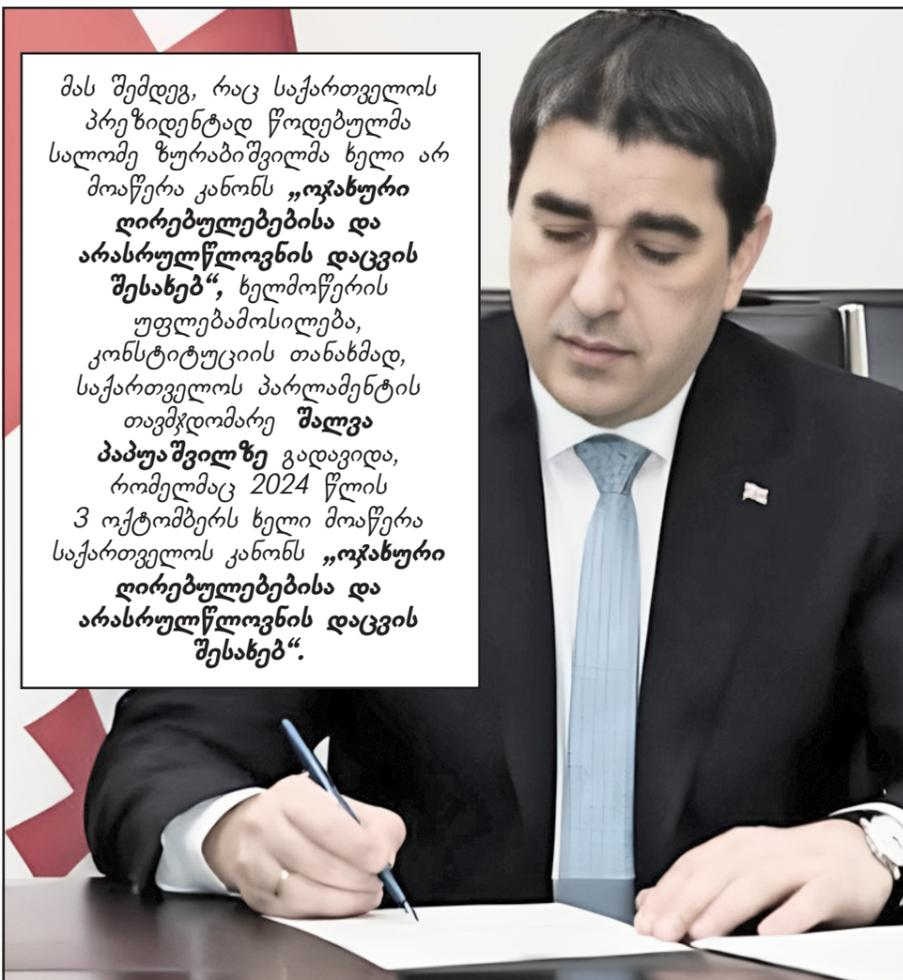 მას შემდეგ, რაც საქართველოს
პრეზიდენტად წოდებულმა
სალომე ზურაბიშვილმა ხელი არ
მოაწერა კანონს „ოჯახური
ღირებულებებისა და
არასრულწლოვნის დაცვის
შესახებ“, ხელმოწერის
უფლებამოსილება,
კონსტიტუციის თანახმად,
საქართველოს პარლამენტის
თავმჯდომარე შალვა
პაპუაშვილზე გადავიდა,
რომელმაც 2024 წლის
3 ოქტომბერს ხელი მოაწერა
საქართველოს კანონს „ოჯახური
ღირებულებებისა და
არასრულწლოვნის დაცვის
შესახებ“.